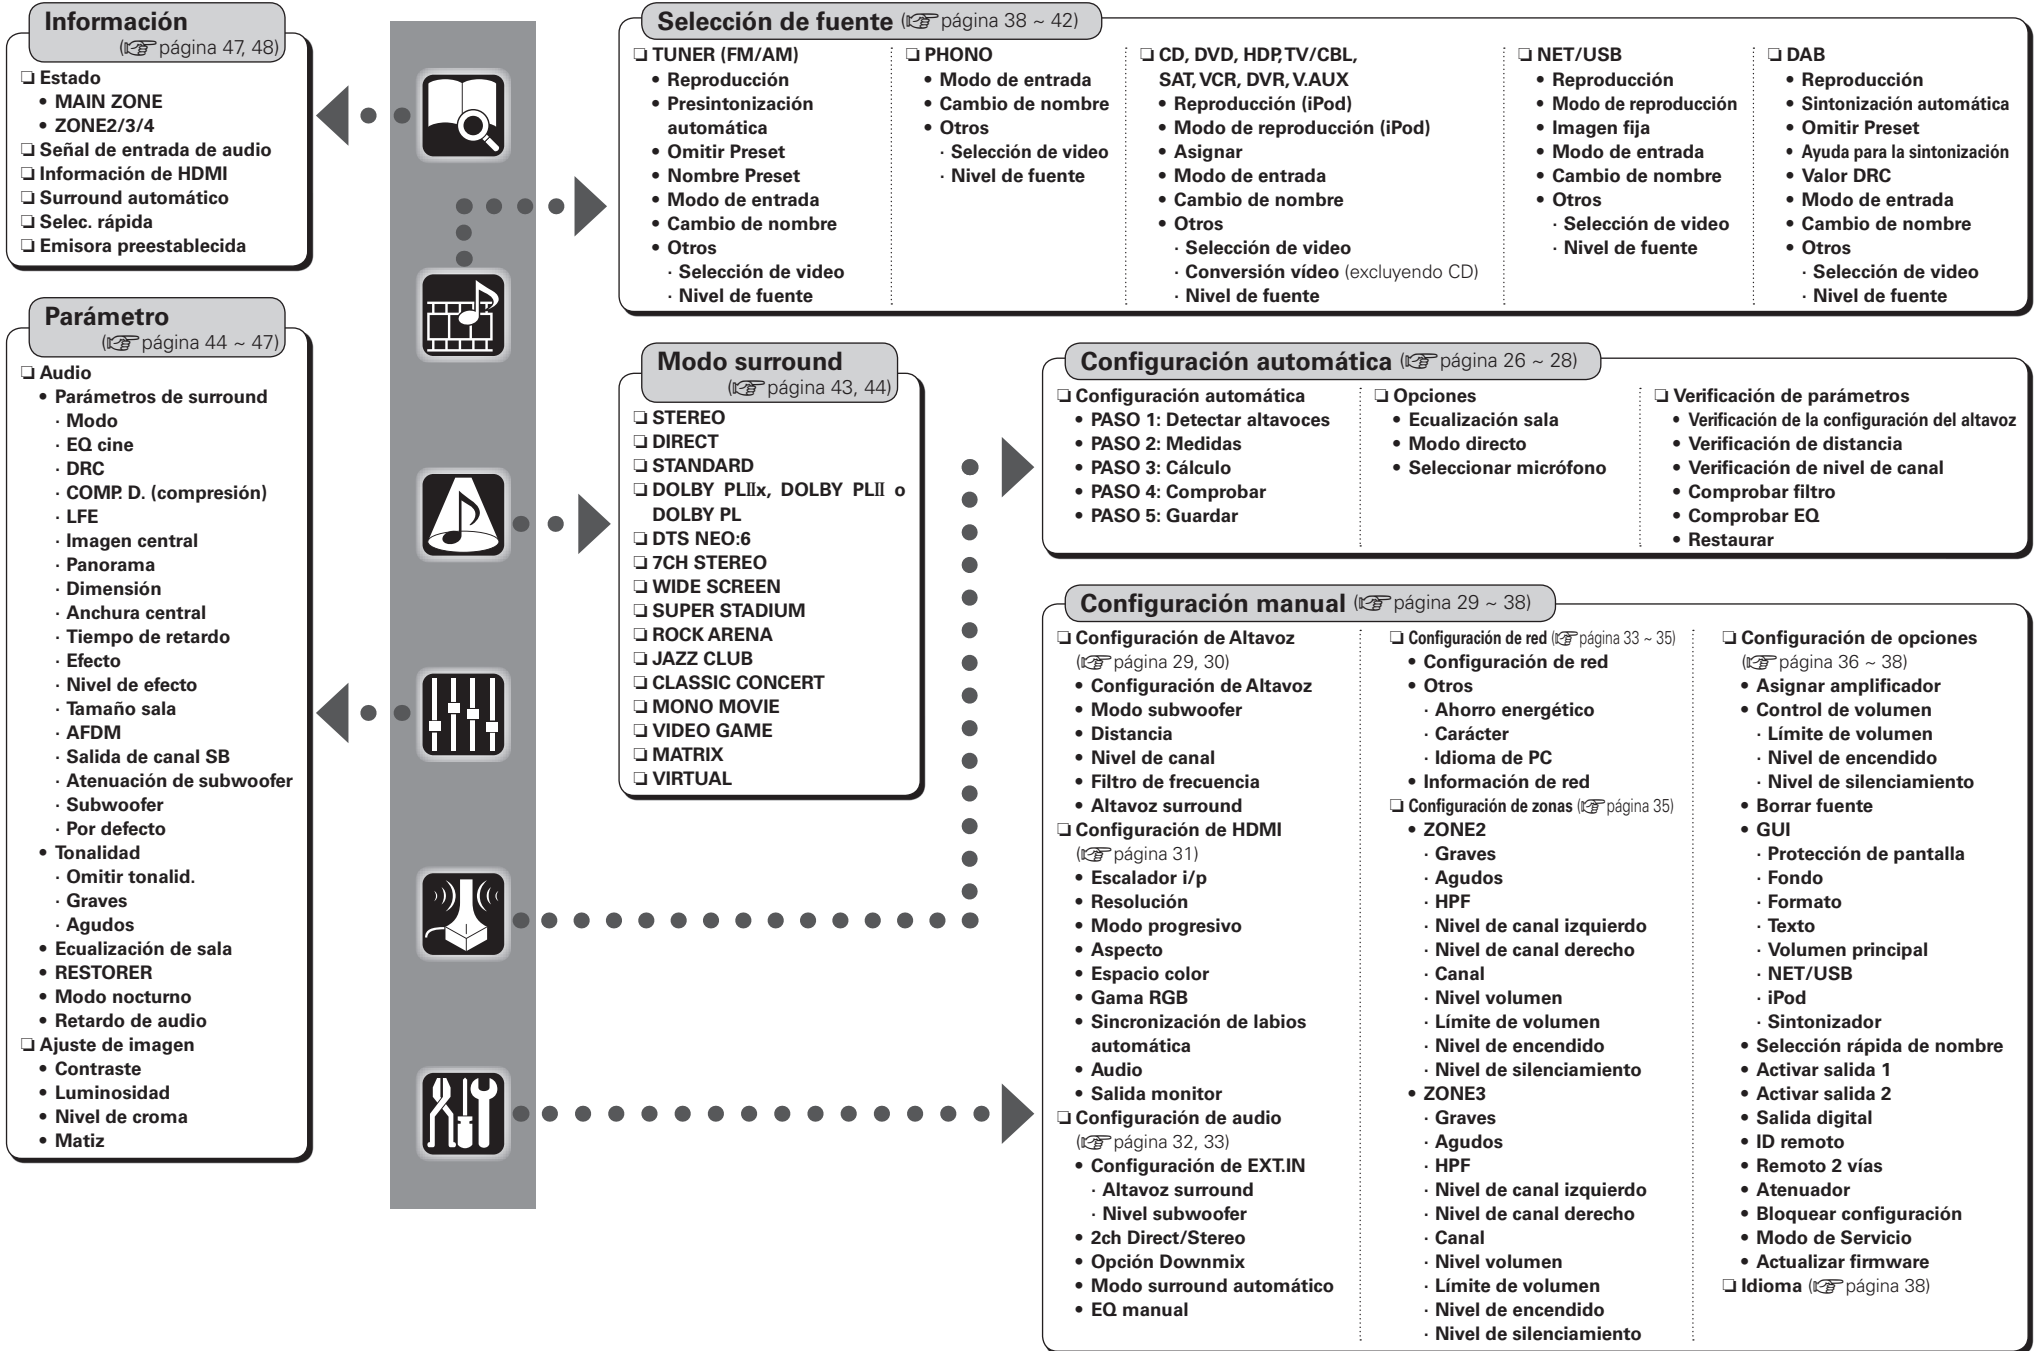 Información
(☞ página 47, 48)
❏ Estado
• MAIN ZONE
• ZONE2/3/4
❏ Señal de entrada de audio
❏ Información de HDMI
❏ Surround automático
❏ Selec. rápida
❏ Emisora preestablecida
Parámetro
(☞ página 44 ~ 47)
❏ Audio
• Parámetros de surround
· Modo
· EQ cine
· DRC
· COMP. D. (compresión)
· LFE
· Imagen central
· Panorama
· Dimensión
· Anchura central
· Tiempo de retardo
· Efecto
· Nivel de efecto
· Tamaño sala
· AFDM
· Salida de canal SB
· Atenuación de subwoofer
· Subwoofer
· Por defecto
• Tonalidad
· Omitir tonalid.
· Graves
· Agudos
• Ecualización de sala
• RESTORER
• Modo nocturno
• Retardo de audio
❏ Ajuste de imagen
• Contraste
• Luminosidad
• Nivel de croma
• Matiz
Selección de fuente (☞ página 38 ~ 42)
❏ TUNER (FM/AM)
• Reproducción
• Presintonización
automática
• Omitir Preset
• Nombre Preset
• Modo de entrada
• Cambio de nombre
• Otros
· Selección de video
· Nivel de fuente
❏ PHONO
• Modo de entrada
• Cambio de nombre
• Otros
· Selección de video
· Nivel de fuente
❏ CD, DVD, HDP, TV/CBL,
SAT, VCR, DVR, V.AUX
• Reproducción (iPod)
• Modo de reproducción (iPod)
• Asignar
• Modo de entrada
• Cambio de nombre
• Otros
· Selección de video
· Conversión vídeo (excluyendo CD)
· Nivel de fuente
❏ NET/USB
• Reproducción
• Modo de reproducción
• Imagen fija
• Modo de entrada
• Cambio de nombre
• Otros
· Selección de video
· Nivel de fuente
❏ DAB
• Reproducción
• Sintonización automática
• Omitir Preset
• Ayuda para la sintonización
• Valor DRC
• Modo de entrada
• Cambio de nombre
• Otros
· Selección de video
· Nivel de fuente
Modo surround
(☞ página 43, 44)
❏ STEREO
❏ DIRECT
❏ STANDARD
❏ DOLBY PLⅡx, DOLBY PLⅡ o
DOLBY PL
❏ DTS NEO:6
❏ 7CH STEREO
❏ WIDE SCREEN
❏ SUPER STADIUM
❏ ROCK ARENA
❏ JAZZ CLUB
❏ CLASSIC CONCERT
❏ MONO MOVIE
❏ VIDEO GAME
❏ MATRIX
❏ VIRTUAL
Configuración automática (☞ página 26 ~ 28)
❏ Configuración automática
• PASO 1: Detectar altavoces
• PASO 2: Medidas
• PASO 3: Cálculo
• PASO 4: Comprobar
• PASO 5: Guardar
❏ Opciones
• Ecualización sala
• Modo directo
• Seleccionar micrófono
❏ Verificación de parámetros
• Verificación de la configuración del altavoz
• Verificación de distancia
• Verificación de nivel de canal
• Comprobar filtro
• Comprobar EQ
• Restaurar
Configuración manual (☞ página 29 ~ 38)
❏ Configuración de Altavoz
(☞ página 29, 30)
• Configuración de Altavoz
• Modo subwoofer
• Distancia
• Nivel de canal
• Filtro de frecuencia
• Altavoz surround
❏ Configuración de HDMI
(☞ página 31)
• Escalador i/p
• Resolución
• Modo progresivo
• Aspecto
• Espacio color
• Gama RGB
• Sincronización de labios
automática
• Audio
• Salida monitor
❏ Configuración de audio
(☞ página 32, 33)
• Configuración de EXT.IN
· Altavoz surround
· Nivel subwoofer
• 2ch Direct/Stereo
• Opción Downmix
• Modo surround automático
• EQ manual
❏ Configuración de red (☞ página 33 ~ 35)
• Configuración de red
• Otros
· Ahorro energético
· Carácter
· Idioma de PC
• Información de red
❏ Configuración de zonas (☞ página 35)
• ZONE2
· Graves
· Agudos
· HPF
· Nivel de canal izquierdo
· Nivel de canal derecho
· Canal
· Nivel volumen
· Límite de volumen
· Nivel de encendido
· Nivel de silenciamiento
• ZONE3
· Graves
· Agudos
· HPF
· Nivel de canal izquierdo
· Nivel de canal derecho
· Canal
· Nivel volumen
· Límite de volumen
· Nivel de encendido
· Nivel de silenciamiento
❏ Configuración de opciones
(☞ página 36 ~ 38)
• Asignar amplificador
• Control de volumen
· Límite de volumen
· Nivel de encendido
· Nivel de silenciamiento
• Borrar fuente
• GUI
· Protección de pantalla
· Fondo
· Formato
· Texto
· Volumen principal
· NET/USB
· iPod
· Sintonizador
• Selección rápida de nombre
• Activar salida 1
• Activar salida 2
• Salida digital
• ID remoto
• Remoto 2 vías
• Atenuador
• Bloquear configuración
• Modo de Servicio
• Actualizar firmware
❏ Idioma (☞ página 38)